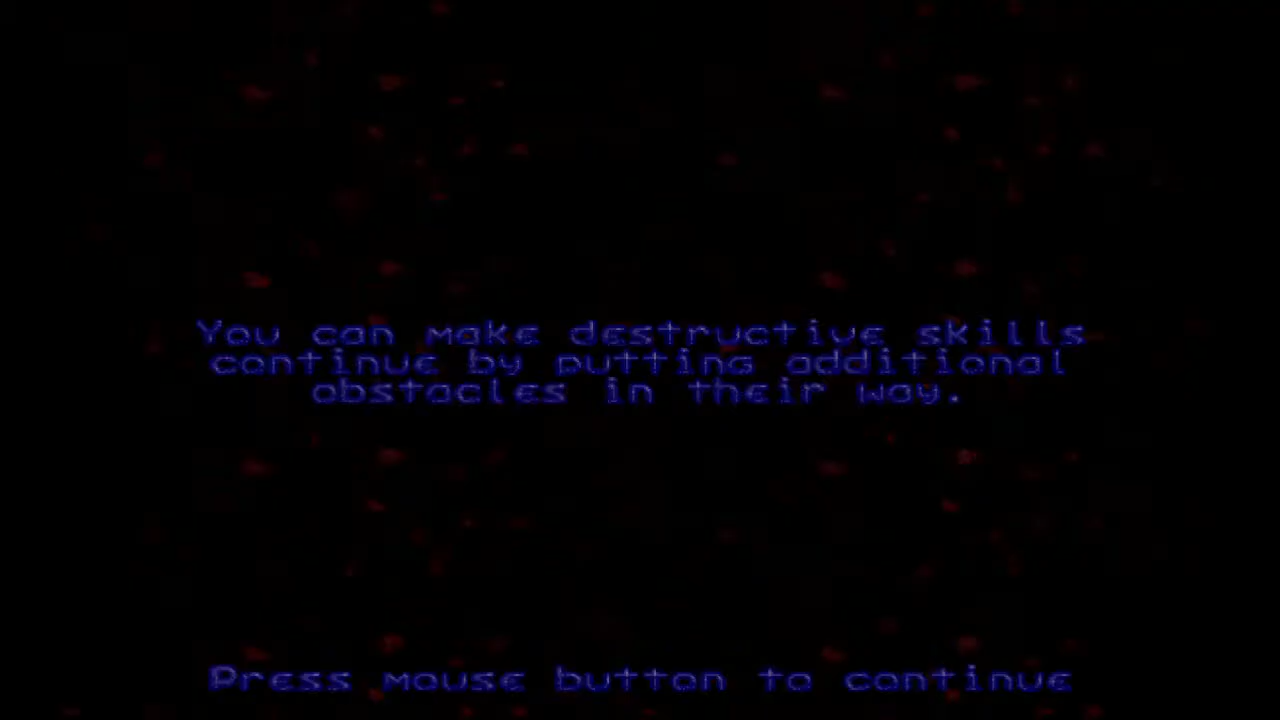 You can make destructive skills
continue by putting additional
obstacles in their way.
Press mouse button to continue